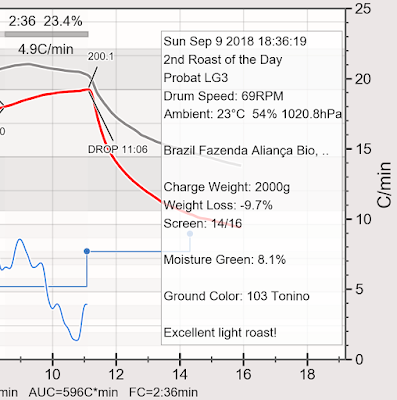 2:36 23.4%
4.9C/min
200.1
DROP 11:06
0
Sun Sep 9 2018 18:36:19
2nd Roast of the Day
Probat LG3
Drum Speed: 69RPM
Ambient: 23°C 54% 1020.8hPa
Brazil Fazenda Aliança Bio, ..
Charge Weight: 2000g
Weight Loss: -9.7%
Screen: 14/16
Moisture Green: 8.1%
Ground Color: 103 Tonino
Excellent light roast!
25
20
15
10
5
0
C/min
10 12 14 16 18
min AUC=596C*min FC=2:36min